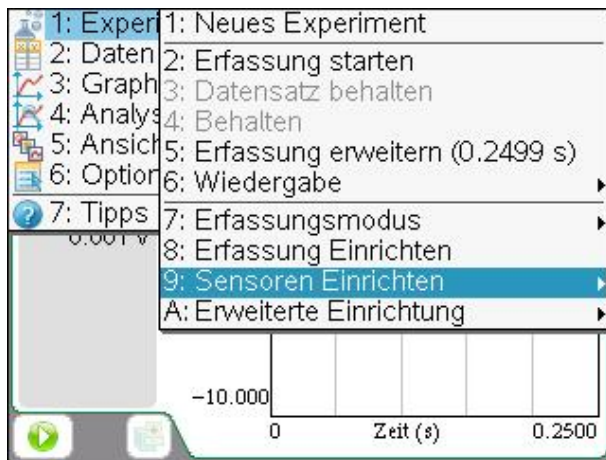 1: Experi
2: Daten
3: Graph
4: Analys
5: Ansich
6: Option
7: Tipps
1: Neues Experiment
2: Erfassung starten
3: Datensatz behalten
4: Behalten
5: Erfassung erweitern (0.2499 s)
6: Wiedergabe
7: Erfassungsmodus
8: Erfassung Einrichten
9: Sensoren Einrichten
A: Erweiterte Einrichtung
0.001 V
−10.000
0 Zeit (s) 0.2500